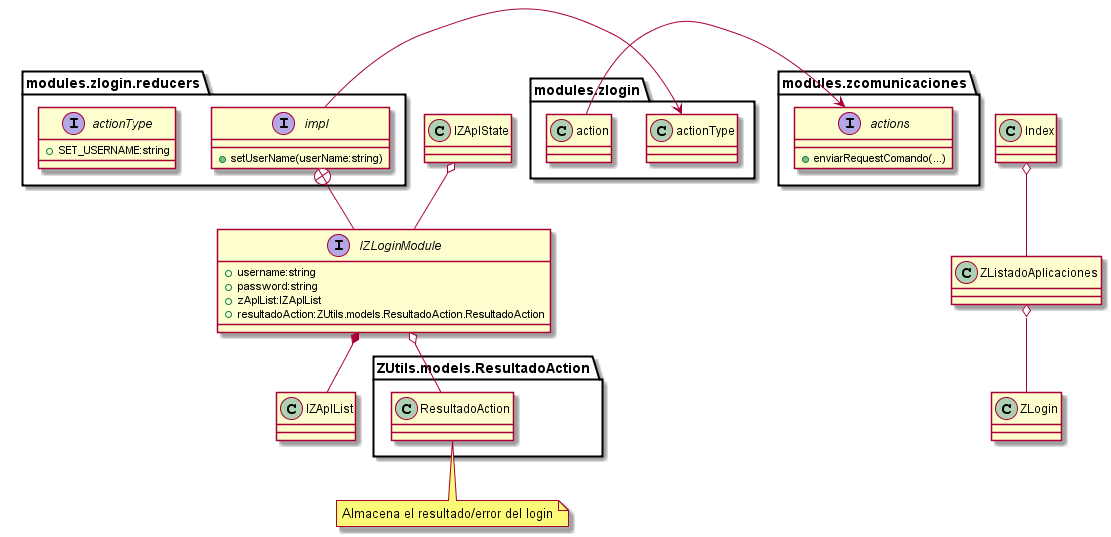 modules.zlogin.reducers
I actionType
SET_USERNAME:string
I impl
setUserName(userName:string)
C IZAplState
modules.zlogin
C action
C actionType
modules.zcomunicaciones
I actions
enviarRequestComando(...)
C Index
I IZLoginModule
username:string
password:string
zAplList:IZAplList
resultadoAction:ZUtils.models.ResultadoAction.ResultadoAction
C ZListadoAplicaciones
C IZAplList
ZUtils.models.ResultadoAction
C ResultadoAction
C ZLogin
Almacena el resultado/error del login